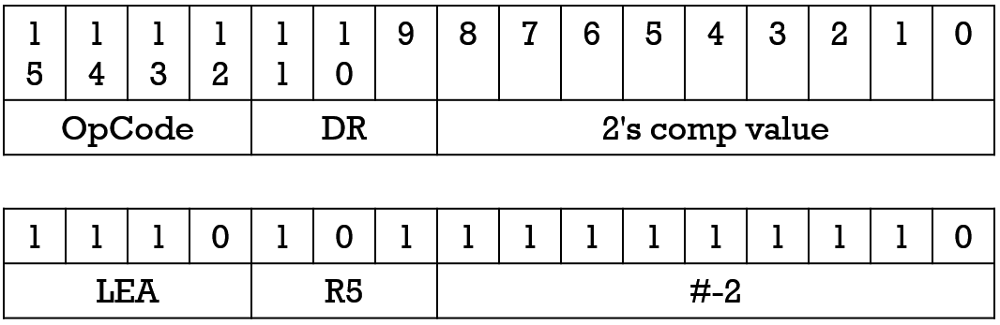 15 14 13 12 11 10 9 8 7 6 5 4 3 2 1 0
OpCode DR 2's comp value
1 1 1 0 1 0 1 1 1 1 1 1 1 1 1 0
LEA R5 #-2